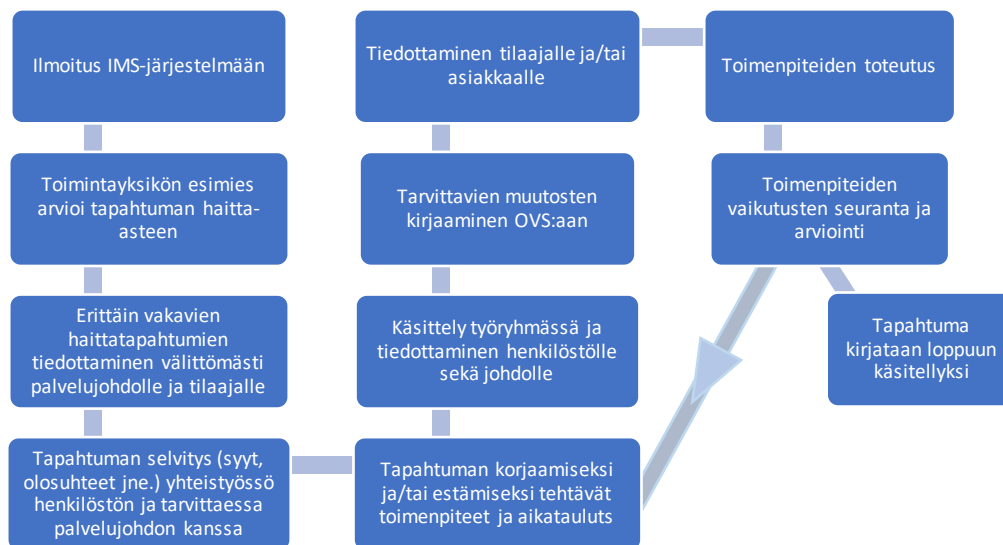 Ilmoitus IMS-järjestelmään
Toimintayksikön esimies
arvioi tapahtuman haitta-
asteen
Erittäin vakavien
haittatapahtumien
tiedottaminen välittömästi
palvelujohdolle ja tilaajalle
Tapahtuman selvitys (syyt,
olosuhteet jne.) yhteistyössö
henkilöstön ja tarvittaessa
palvelujohdon kanssa
Tapahtuman korjaamiseksi
ja/tai estämiseksi tehtävät
toimenpiteet ja aikatauluts
Käsittely työryhmässä ja
tiedottaminen henkilöstölle
sekä johdolle
Tarvittavien muutosten
kirjaaminen OVS:aan
Tiedottaminen tilaajalle ja/tai
asiakkaalle
Toimenpiteiden toteutus
Toimenpiteiden
vaikutusten seuranta ja
arviointi
Tapahtuma
kirjataan loppuun
käsitellyksi